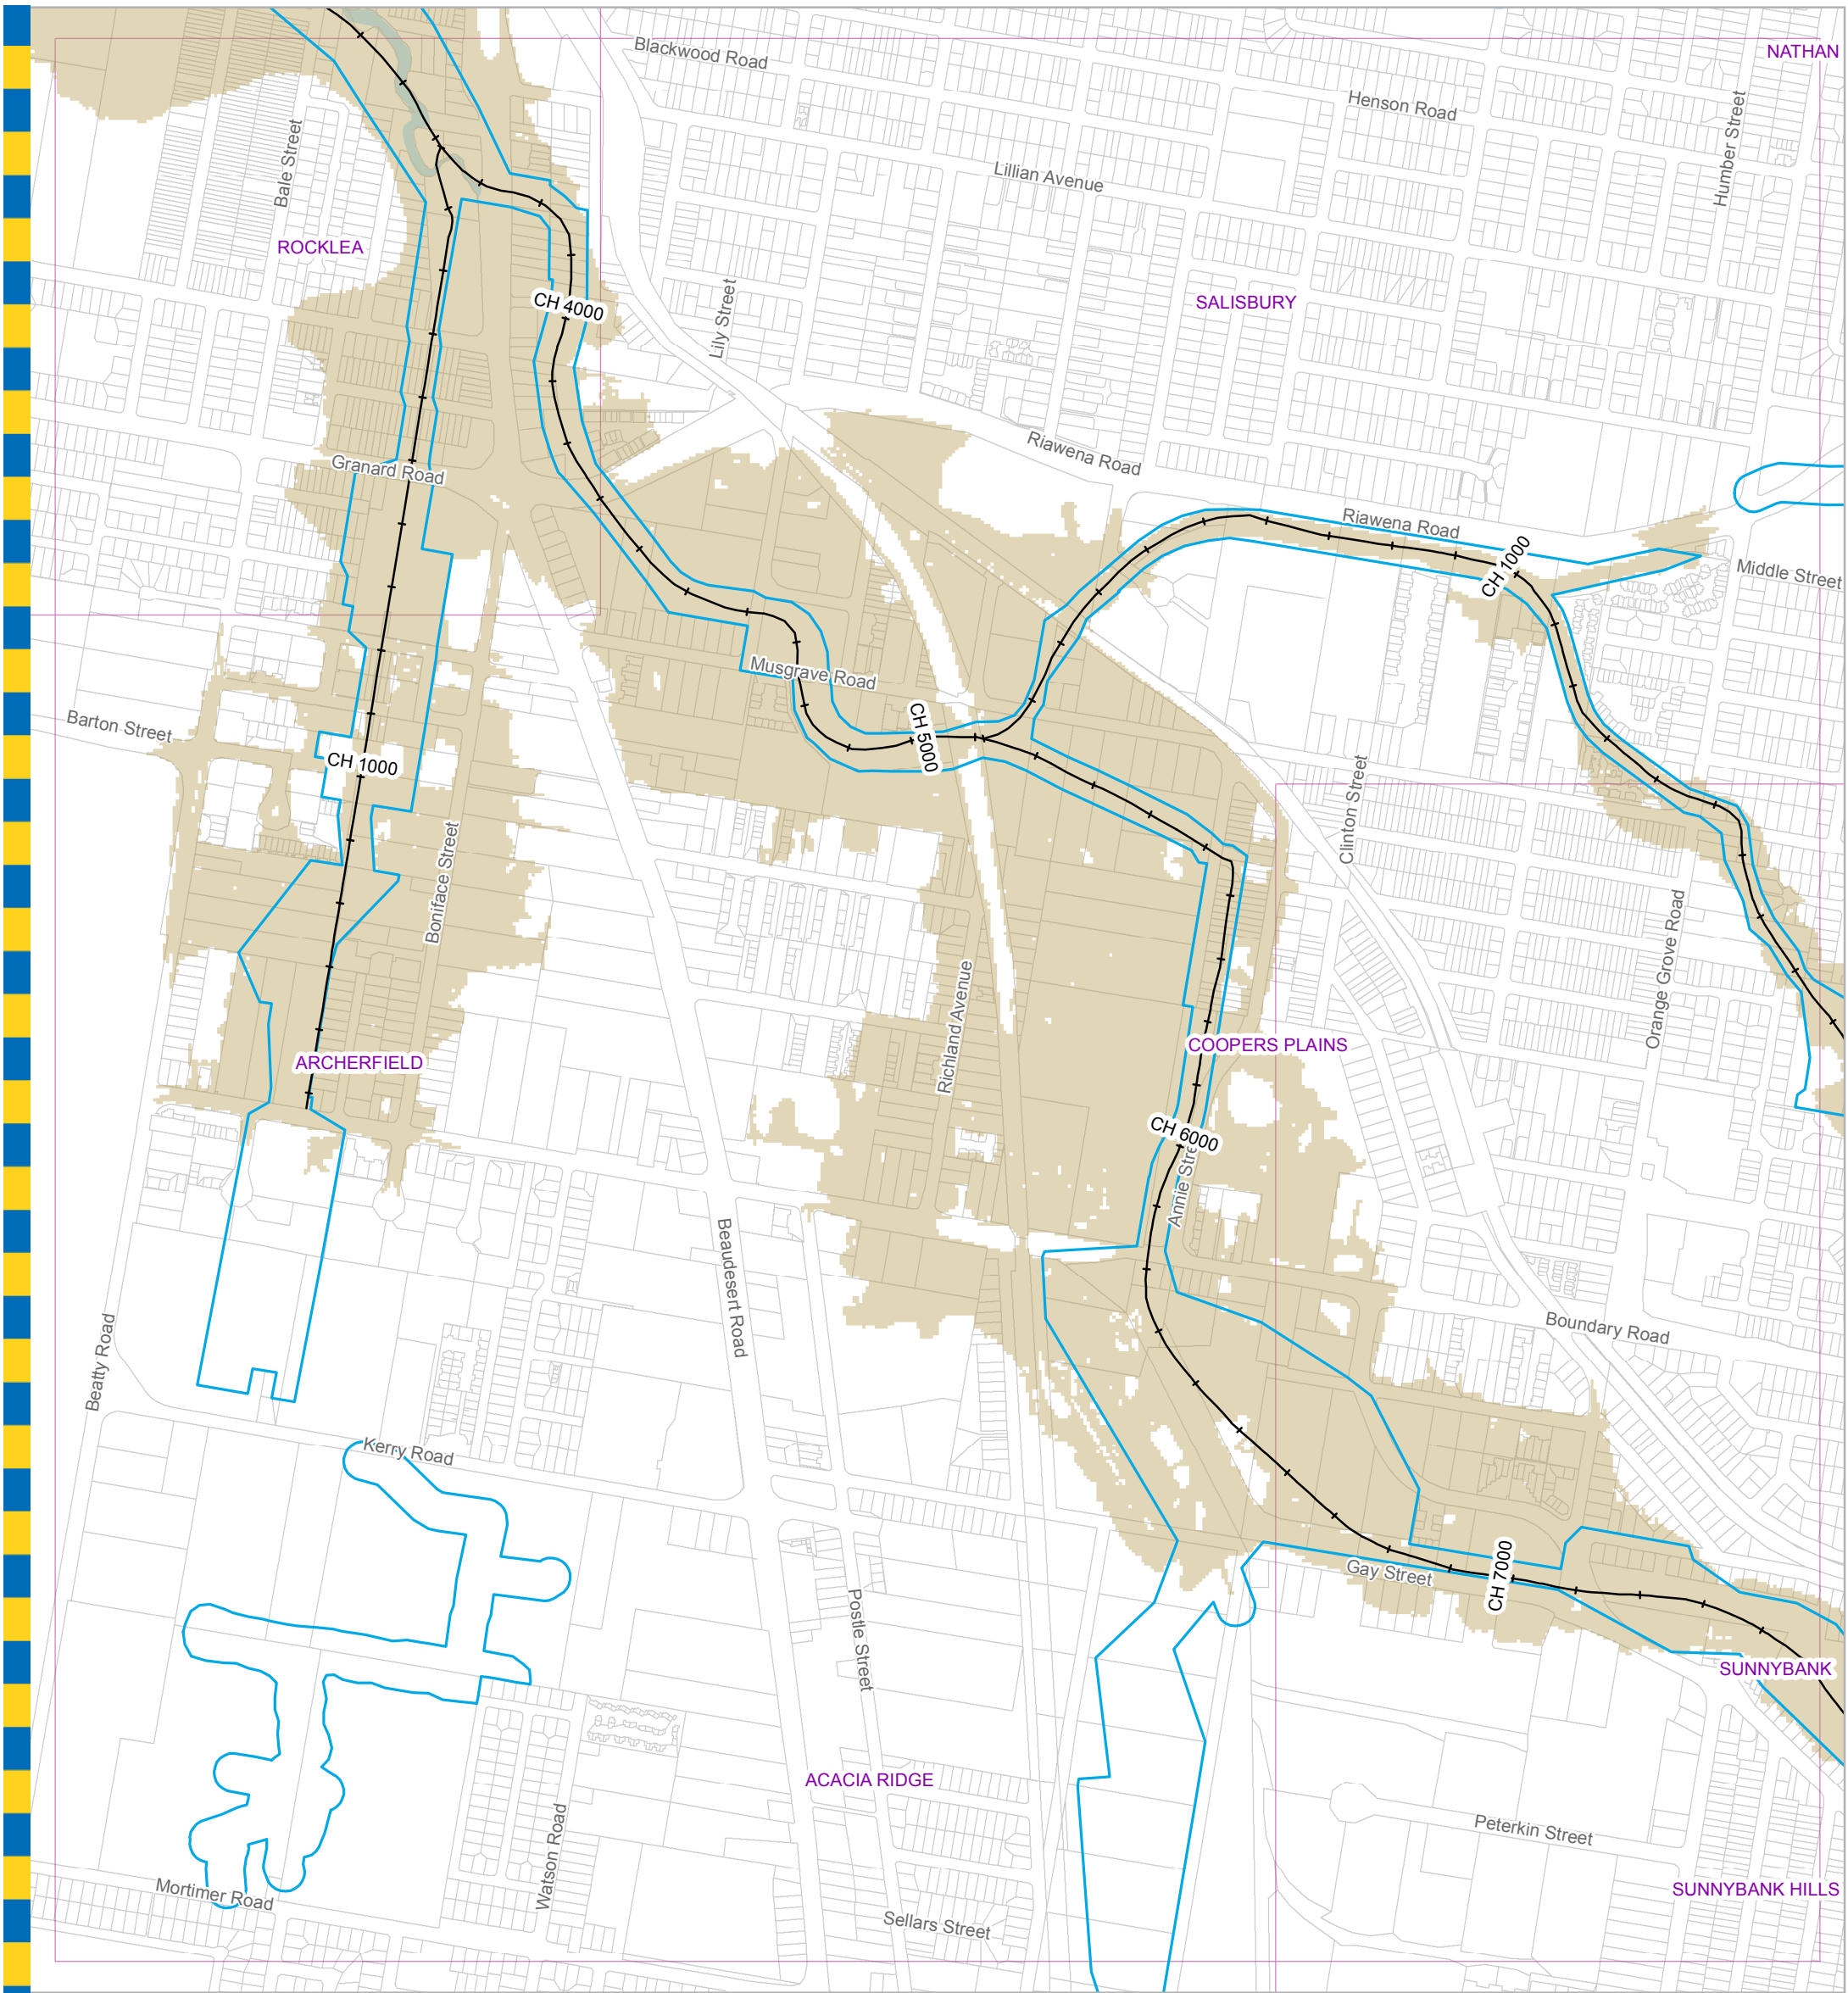 Blackwood Road
NATHAN
Henson Road
Humber Street
Bale Street
Lillian Avenue
ROCKLEA
SALISBURY
CH 4000
Lily Street
Riawena Road
Granard Road
Riawena Road
CH 1000
Middle Street
Musgrave Road
Barton Street
CH 5000
CH 1000
Clinton Street
Boniface Street
Orange Grove Road
Richland Avenue
COOPERS PLAINS
ARCHERFIELD
CH 6000
Annie Street
Beaudesert Road
Boundary Road
Beatty Road
Kerry Road
Gay Street
CH 7000
Postle Street
SUNNYBANK
ACACIA RIDGE
Watson Road
Peterkin Street
SUNNYBANK HILLS
Mortimer Road
Sellars Street